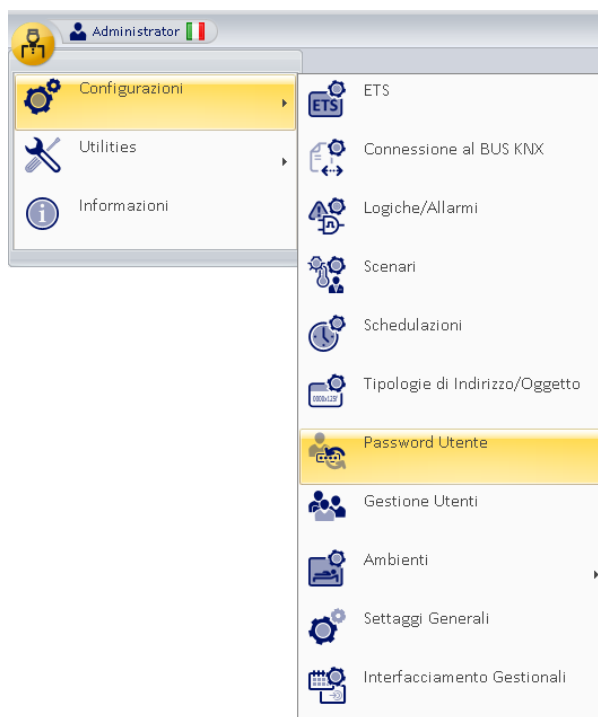 Administrator
Configurazioni
Utilities
Informazioni
ETS
ETS
Connessione al BUS KNX
Logiche/Allarmi
Scenari
Schedulazioni
Tipologie di Indirizzo/Oggetto
Password Utente
Gestione Utenti
Ambienti
Settaggi Generali
Interfacciamento Gestionali